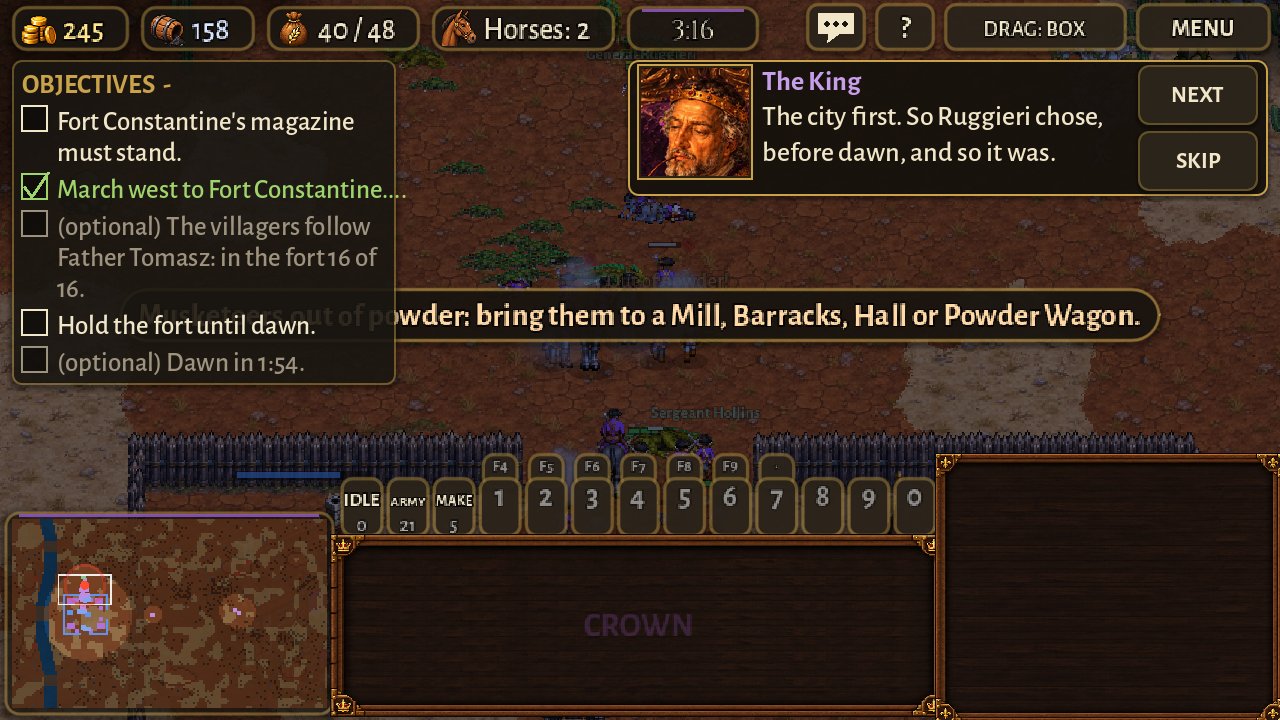 245
158
40 / 48
Horses: 2
3:16
?
DRAG: BOX
MENU
General Ruggieri
OBJECTIVES -
Fort Constantine's magazine
must stand.
March west to Fort Constantine....
(optional) The villagers follow
Father Tomasz: in the fort 16 of
16.
Hold the fort until dawn.
(optional) Dawn in 1:54.
The King
The city first. So Ruggieri chose,
before dawn, and so it was.
NEXT
SKIP
Musketeers out of powder: bring them to a Mill, Barracks, Hall or Powder Wagon.
Sergeant Hollins
F4
F5
F6
F7
F8
F9
IDLE
0
ARMY
21
MAKE
5
1
2
3
4
5
6
7
8
9
0
CROWN